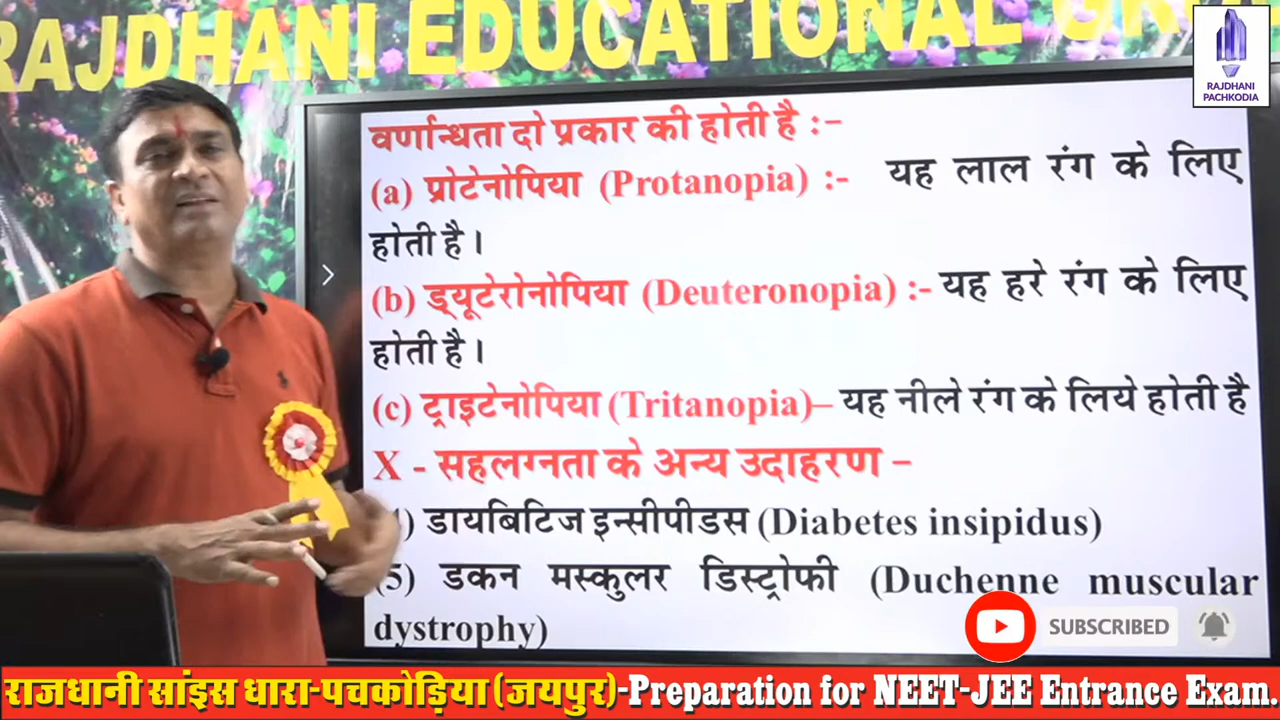 RAJDHANI EDUCATIONAL
RAJDHANI
PACHKODIA
वर्णान्धता दो प्रकार की होती है :-
(a) प्रोटेनोपिया (Protanopia) :- यह लाल रंग के लिए
होती है।
(b) ड्यूटेरोनोपिया (Deuteronopia) :- यह हरे रंग के लिए
होती है।
(c) ट्राइटेनोपिया (Tritanopia)– यह नीले रंग के लिये होती है
X - सहलग्नता के अन्य उदाहरण –
डायबिटिज इन्सीपीडस (Diabetes insipidus)
(5) डकन मस्कुलर डिस्ट्रोफी (Duchenne muscular
dystrophy)
SUBSCRIBED
राजधानी सांइस धारा-पचकोड़िया (जयपुर)-Preparation for NEET-JEE Entrance Exam.